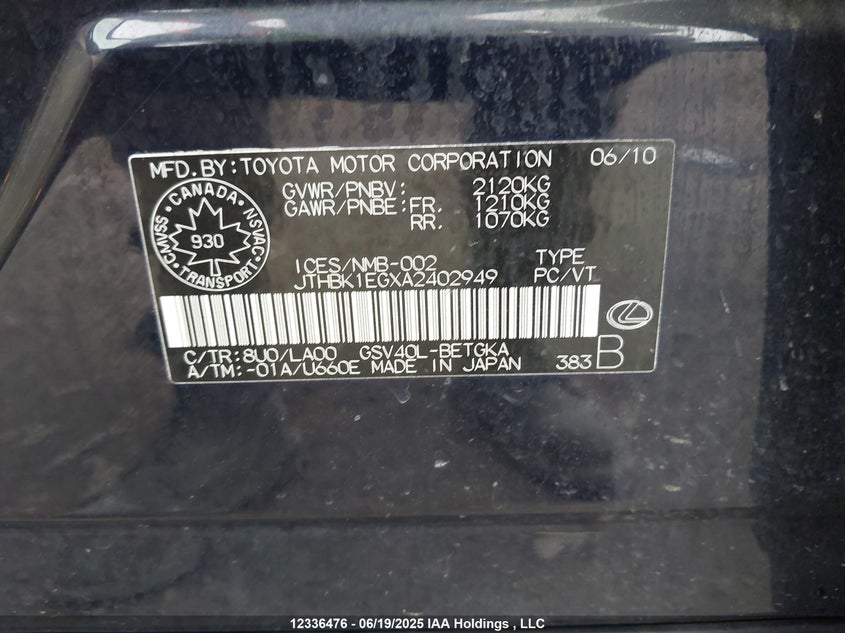 MFD.BY:TOYOTA MOTOR CORPORATION 06/10
GVWR/PNBV: 2120KG
GAWR/PNBE:FR. 1210KG
RR. 1070KG
CANADA
CMVSS NSVAC
930
TRANSPORT
ICES/NMB-002 TYPE
JTHBK1EGXA2402949 PC/VT
C/TR:8U0/LA00 GSV40L-BETGKA
A/TM:-01A/U660E MADE IN JAPAN 383 B
12336476 - 06/19/2025 IAA Holdings , LLC